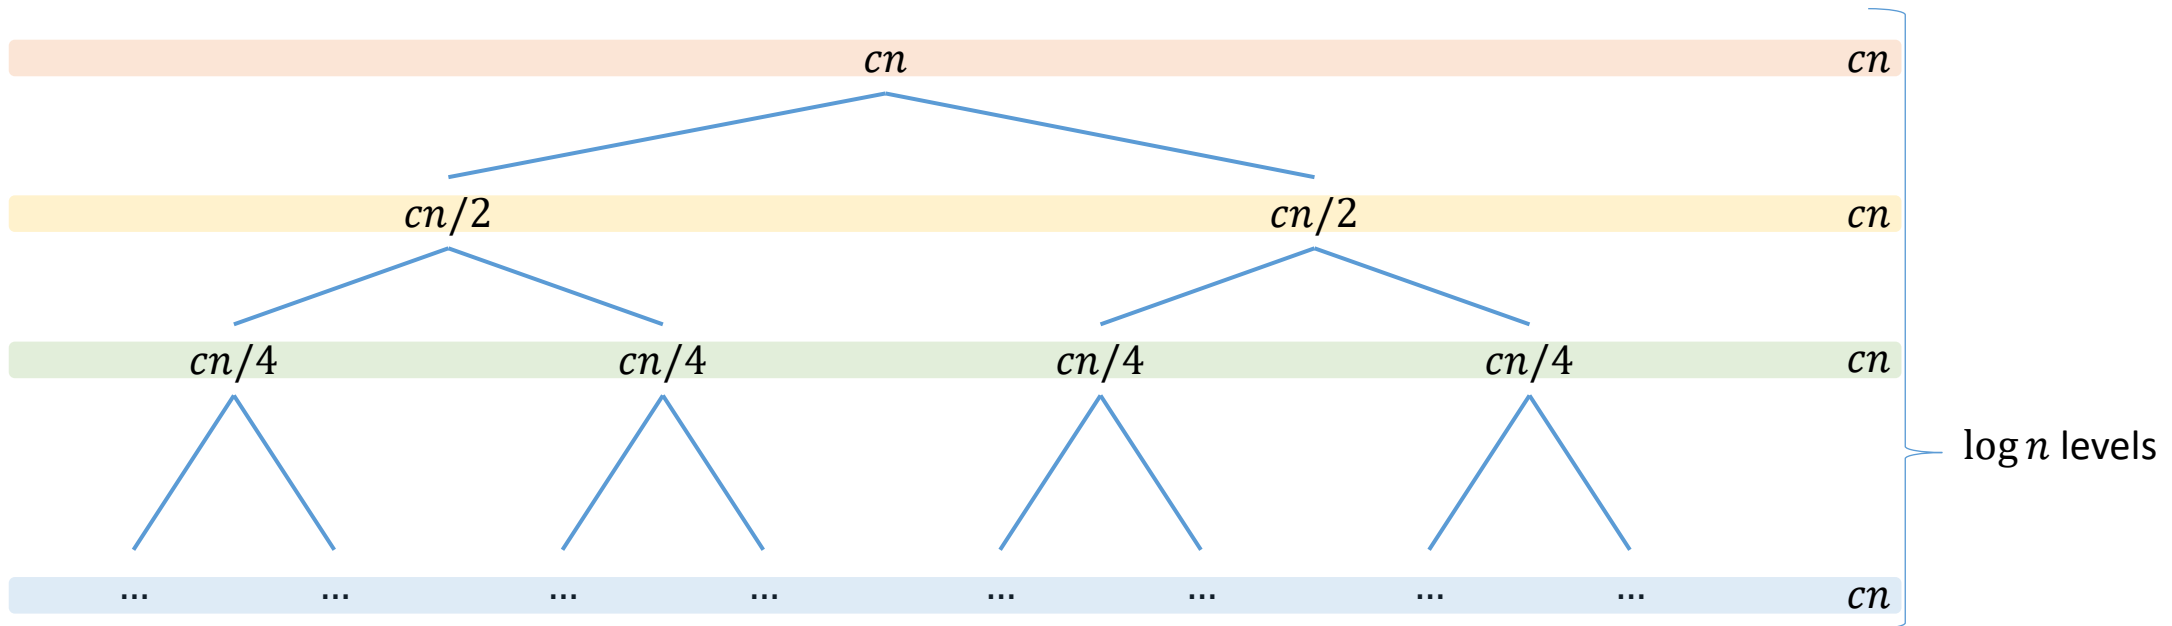 cn cn
cn/2 cn/2 cn
cn/4 cn/4 cn/4 cn/4 cn
log n levels
... ... ... ... ... ... ... ... cn